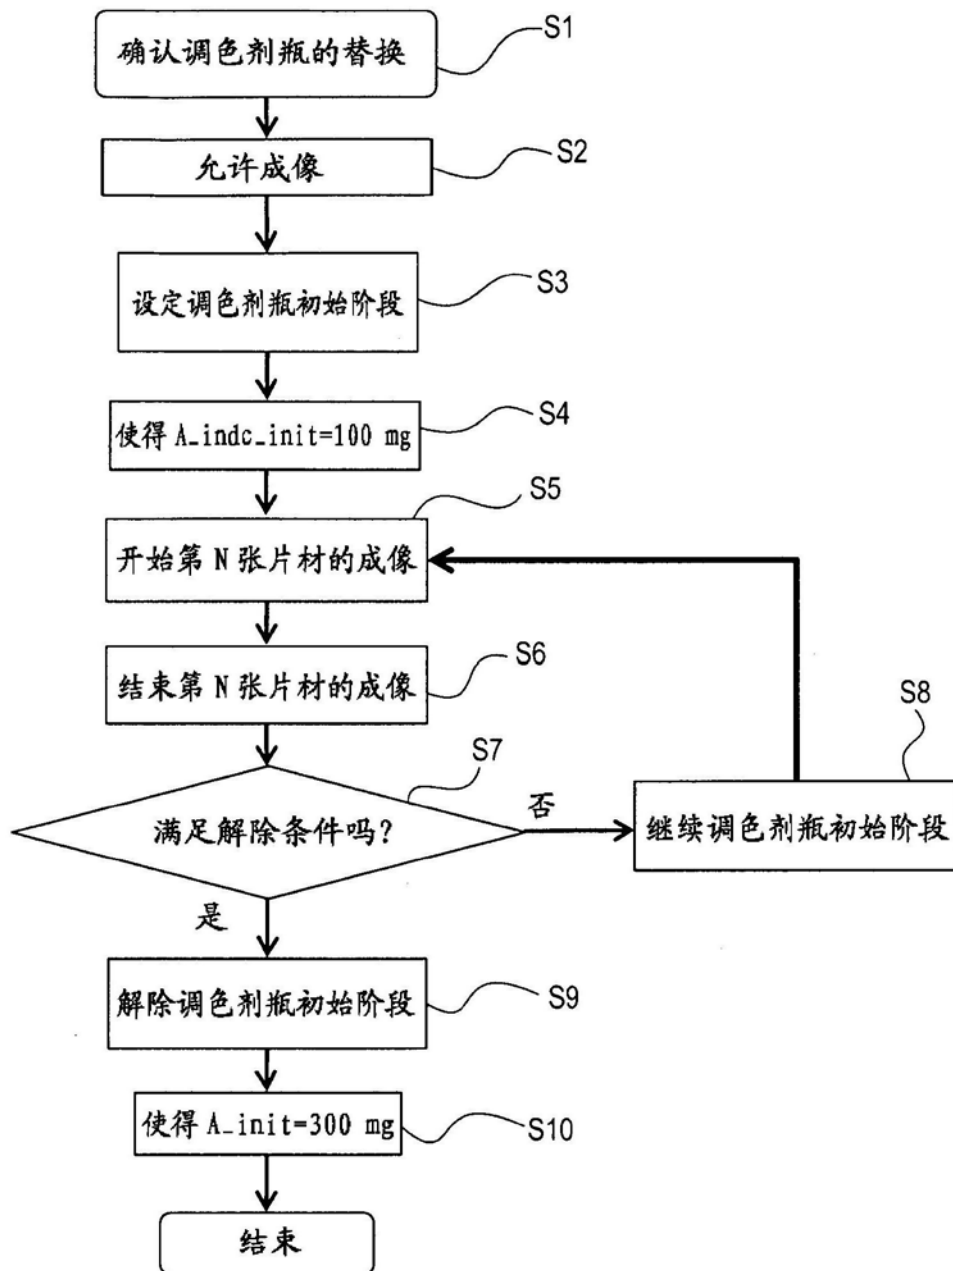 确认调色剂瓶的替换
S1
允许成像
S2
设定调色剂瓶初始阶段
S3
使得 A_indc_init=100 mg
S4
开始第 N 张片材的成像
S5
结束第 N 张片材的成像
S6
满足解除条件吗?
S7
否
继续调色剂瓶初始阶段
S8
是
解除调色剂瓶初始阶段
S9
使得 A_init=300 mg
S10
结束